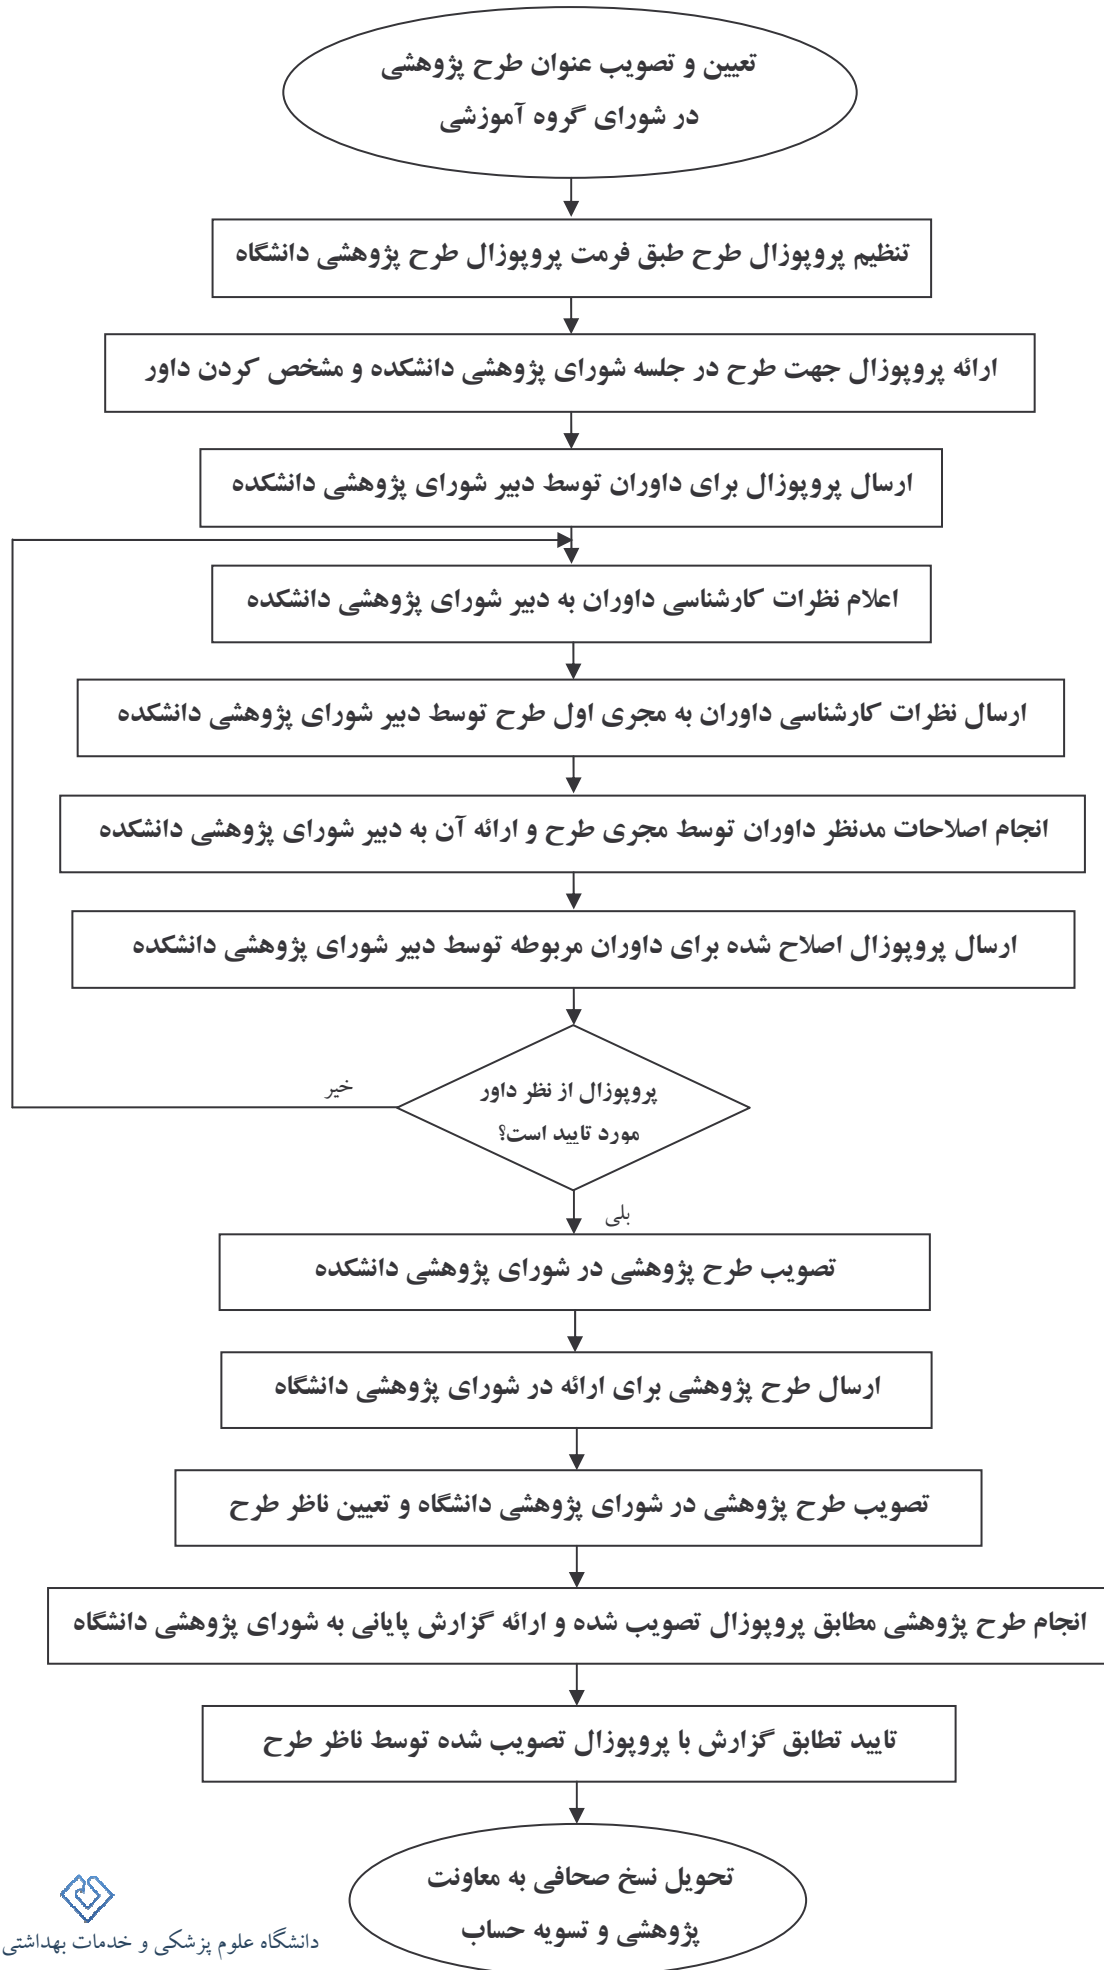 تعیین و تصویب عنوان طرح پژوهشی
در شورای گروه آموزشی
تنظیم پروپوزال طرح طبق فرمت پروپوزال طرح پژوهشی دانشگاه
ارائه پروپوزال جهت طرح در جلسه شورای پژوهشی دانشکده و مشخص کردن داور
ارسال پروپوزال برای داوران توسط دبیر شورای پژوهشی دانشکده
اعلام نظرات کارشناسی داوران به دبیر شورای پژوهشی دانشکده
ارسال نظرات کارشناسی داوران به مجری اول طرح توسط دبیر شورای پژوهشی دانشکده
انجام اصلاحات مدنظر داوران توسط مجری طرح و ارائه آن به دبیر شورای پژوهشی دانشکده
ارسال پروپوزال اصلاح شده برای داوران مربوطه توسط دبیر شورای پژوهشی دانشکده
پروپوزال از نظر داور
مورد تایید است؟
خیر
بلی
تصویب طرح پژوهشی در شورای پژوهشی دانشکده
ارسال طرح پژوهشی برای ارائه در شورای پژوهشی دانشگاه
تصویب طرح پژوهشی در شورای پژوهشی دانشگاه و تعیین ناظر طرح
انجام طرح پژوهشی مطابق پروپوزال تصویب شده و ارائه گزارش پایانی به شورای پژوهشی دانشگاه
تایید تطابق گزارش با پروپوزال تصویب شده توسط ناظر طرح
تحویل نسخ صحافی به معاونت
پژوهشی و تسویه حساب
دانشگاه علوم پزشکی و خدمات بهداشتی